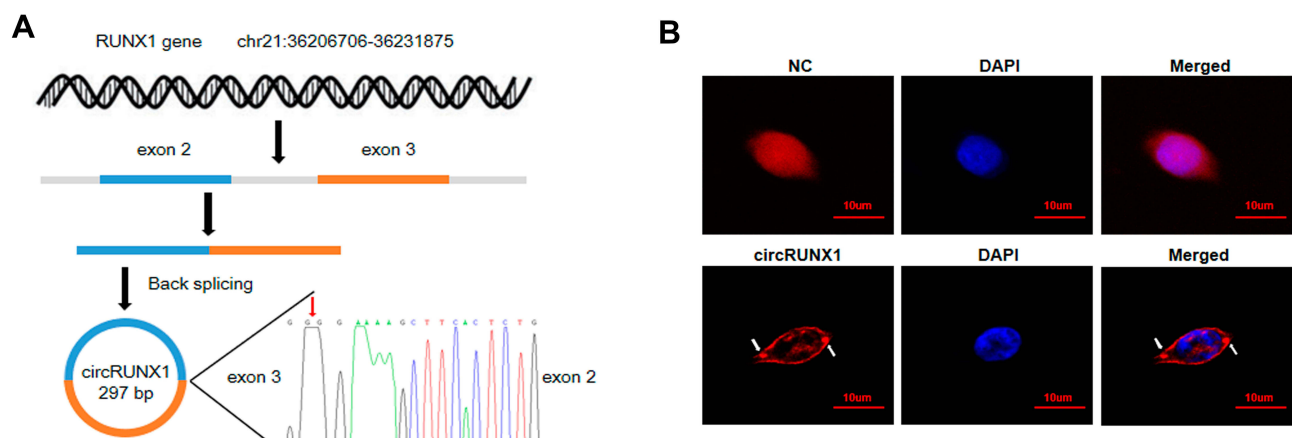 A
RUNX1 gene chr21:36206706-36231875
exon 2 exon 3
Back splicing
circRUNX1
297 bp
exon 3
G G G G A A A A G C T T C A C T C T G
exon 2
B
NC DAPI Merged
10um 10um 10um
circRUNX1 DAPI Merged
10um 10um 10um